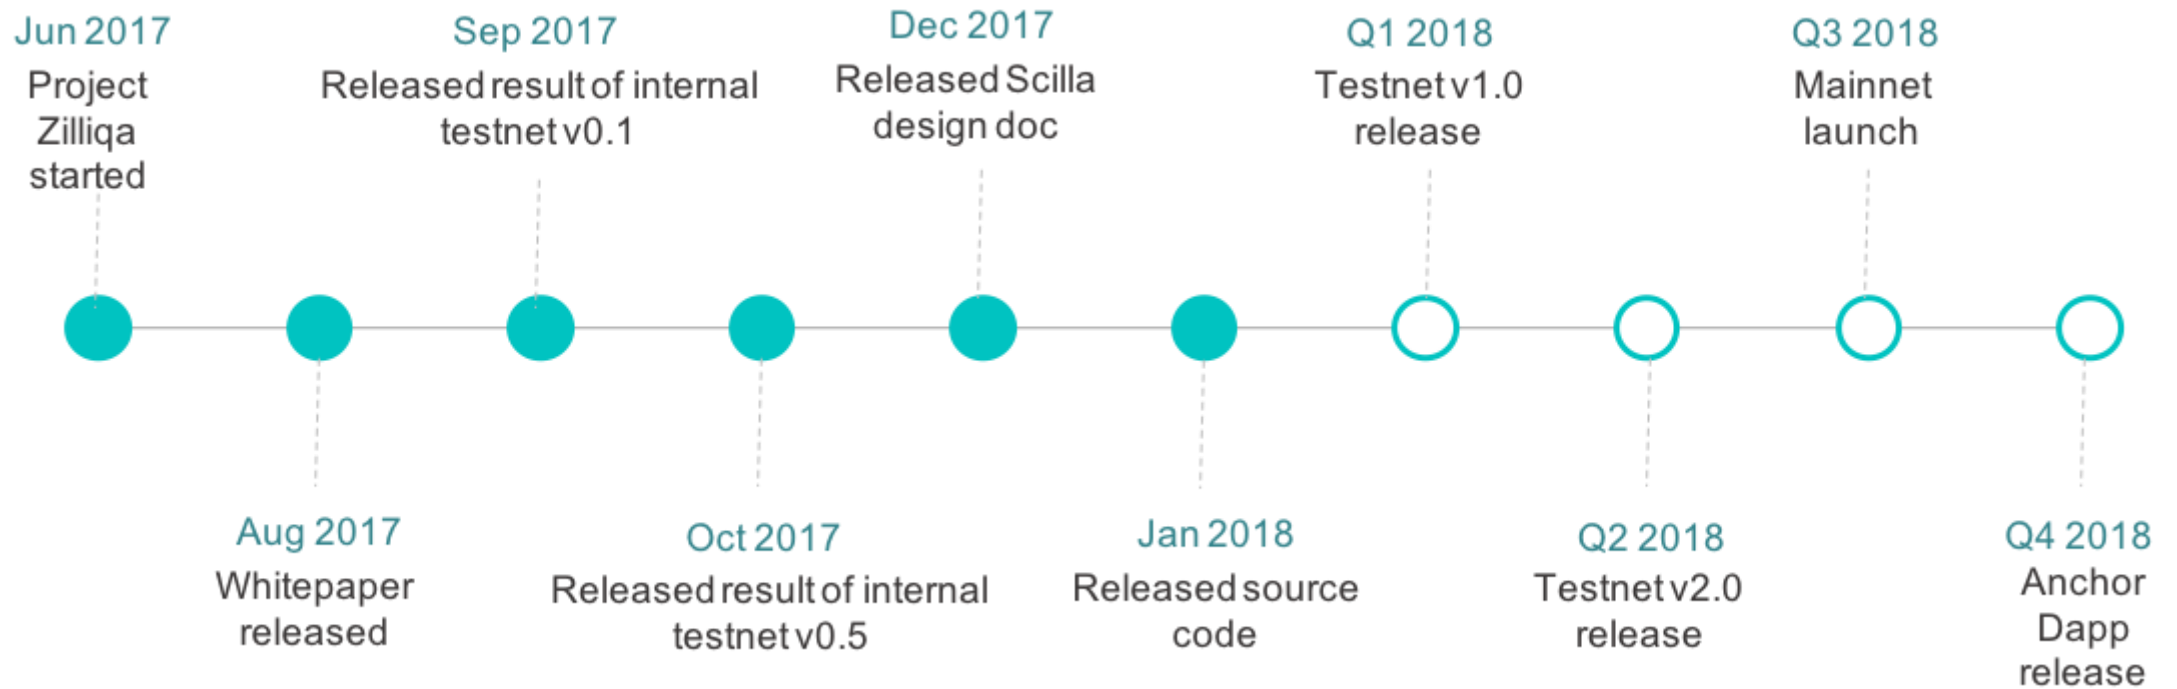 Jun 2017
Project
Zilliqa
started
Aug 2017
Whitepaper
released
Sep 2017
Released result of internal
testnet v0.1
Oct 2017
Released result of internal
testnet v0.5
Dec 2017
Released Scilla
design doc
Jan 2018
Released source
code
Q1 2018
Testnet v1.0
release
Q2 2018
Testnet v2.0
release
Q3 2018
Mainnet
launch
Q4 2018
Anchor
Dapp
release